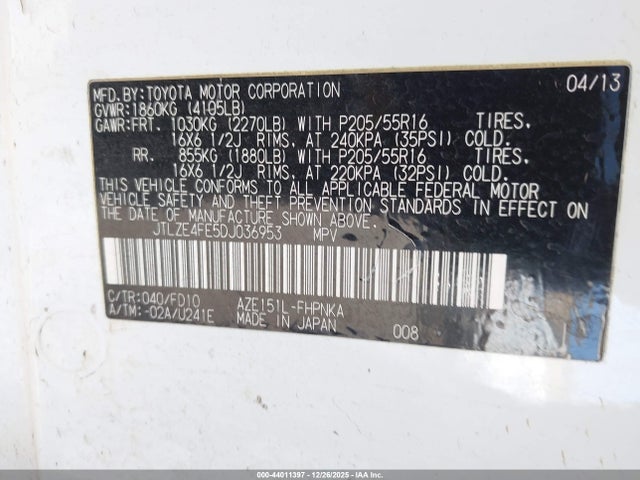 MFD.BY:TOYOTA MOTOR CORPORATION 04/13
GVWR:1860KG (4105LB)
GAWR:FRT. 1030KG (2270LB) WITH P205/55R16 TIRES,
16X6 1/2J RIMS, AT 240KPA (35PSI) COLD.
RR. 855KG (1880LB) WITH P205/55R16 TIRES,
16X6 1/2J RIMS, AT 220KPA (32PSI) COLD.
THIS VEHICLE CONFORMS TO ALL APPLICABLE FEDERAL MOTOR
VEHICLE SAFETY AND THEFT PREVENTION STANDARDS IN EFFECT ON
THE DATE OF MANUFACTURE SHOWN ABOVE.
JTLZE4FE5DJ036953 MPV
C/TR:040/FD10 AZE151L-FHPNKA
A/TM:-02A/U241E MADE IN JAPAN 008
000-44011397 - 12/26/2025 - IAA Inc.